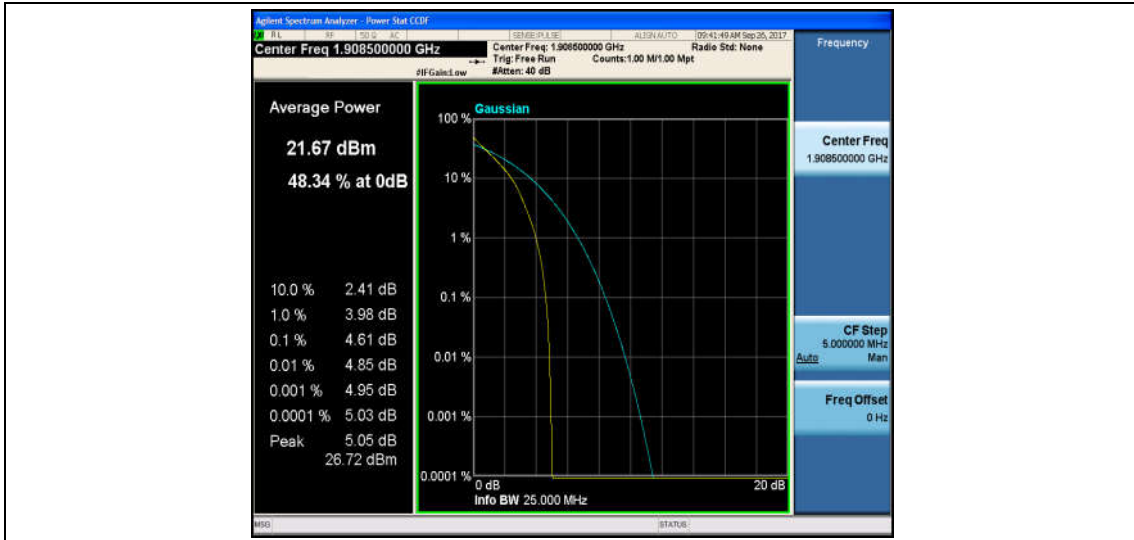 Agilent Spectrum Analyzer - Power Stat CCDF
RL RF 50 Ω AC SENSE:PULSE ALIGN AUTO 09:41:49 AM Sep 26, 2017
Center Freq 1.908500000 GHz
Center Freq: 1.908500000 GHz Radio Std: None
Trig: Free Run Counts:1.00 M/1.00 Mpt
#IFGain:Low #Atten: 40 dB
Frequency
Average Power
21.67 dBm
48.34 % at 0dB
10.0 % 2.41 dB
1.0 % 3.98 dB
0.1 % 4.61 dB
0.01 % 4.85 dB
0.001 % 4.95 dB
0.0001 % 5.03 dB
Peak 5.05 dB
26.72 dBm
Gaussian
100 %
10 %
1 %
0.1 %
0.01 %
0.001 %
0.0001 %
0 dB 20 dB
Info BW 25.000 MHz
Center Freq
1.908500000 GHz
CF Step
5.000000 MHz
Auto Man
Freq Offset
0 Hz
MSG STATUS